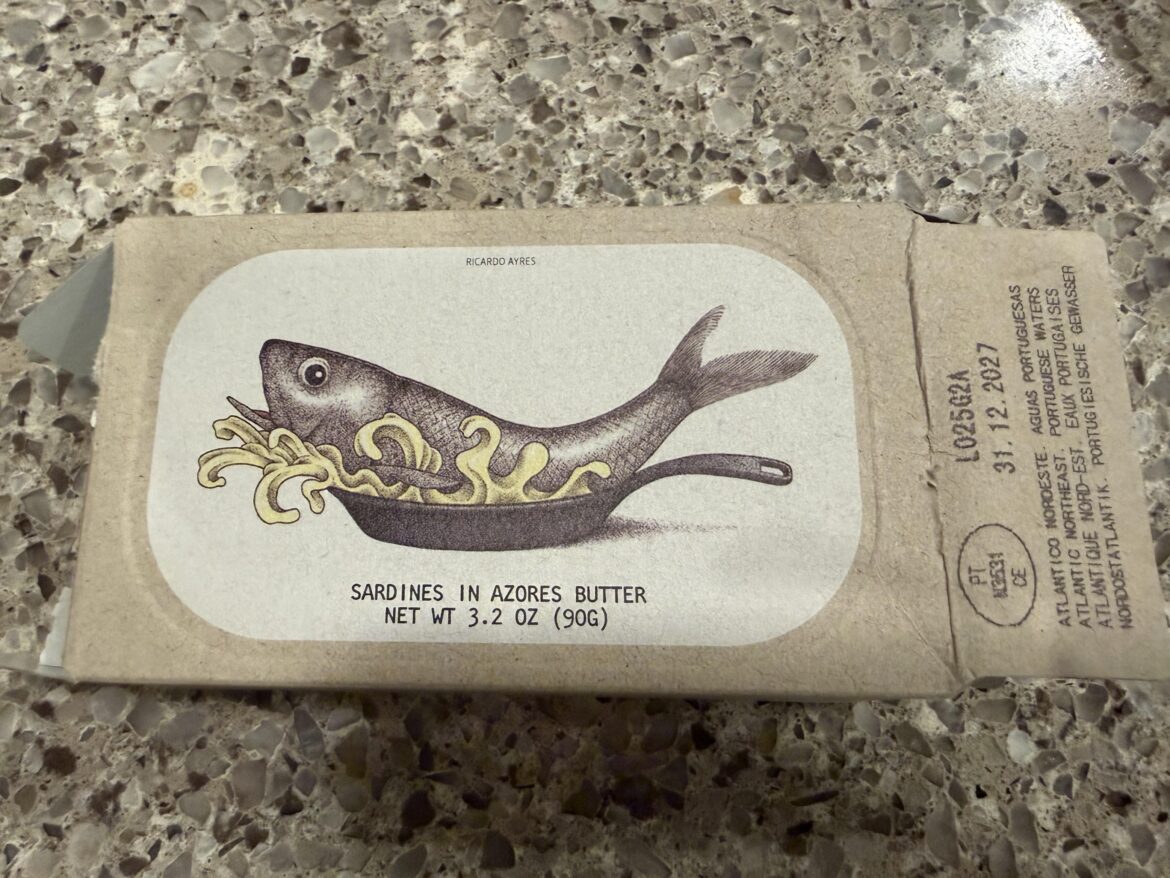 RICARDO AYRES
SARDINES IN AZORES BUTTER
NET WT 3.2 OZ (90G)
L025G2A
31.12.2027
PT
CE
ATLANTICO NORDESTE. AGUAS PORTUGUESAS
ATLANTIC NORTHEAST. PORTUGUESE WATERS
ATLANTIQUE NORD-EST. EAUX PORTUGAISES
NORDOSTATLANTIK. PORTUGIESISCHE GEWASSER